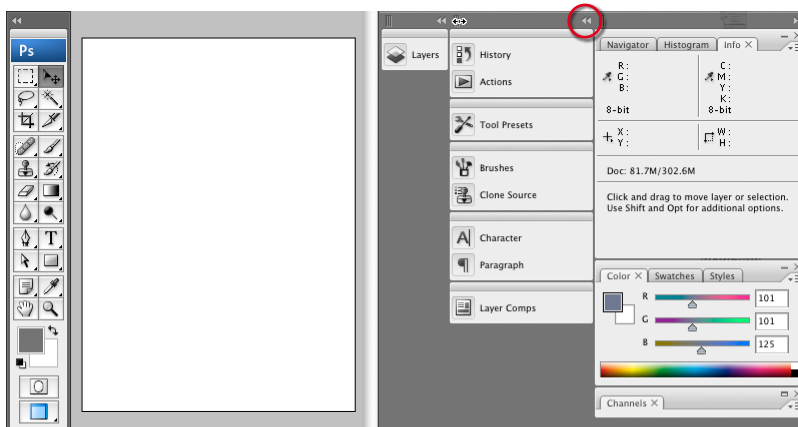 Ps
T
Layers
History
Actions
Tool Presets
Brushes
Clone Source
A Character
Paragraph
Layer Comps
Navigator Histogram Info
R: C:
G: M:
B: Y:
K:
8-bit 8-bit
X: W:
Y: H:
Doc: 81.7M/302.6M
Click and drag to move layer or selection.
Use Shift and Opt for additional options.
Color Swatches Styles
R 101
G 101
B 125
Channels